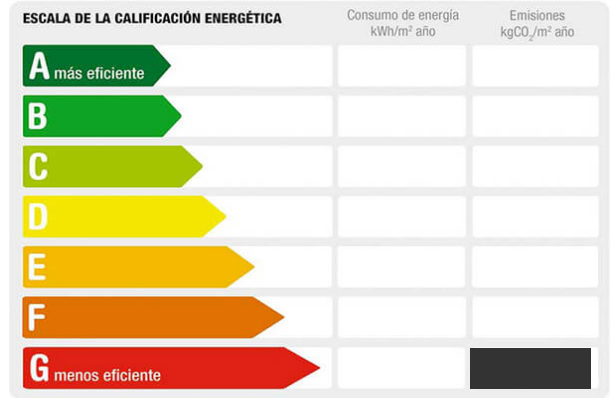 ESCALA DE LA CALIFICACIÓN ENERGÉTICA
Consumo de energía
kWh/m² año
Emisiones
kgCO₂/m² año
A más eficiente
B
C
D
E
F
G menos eficiente